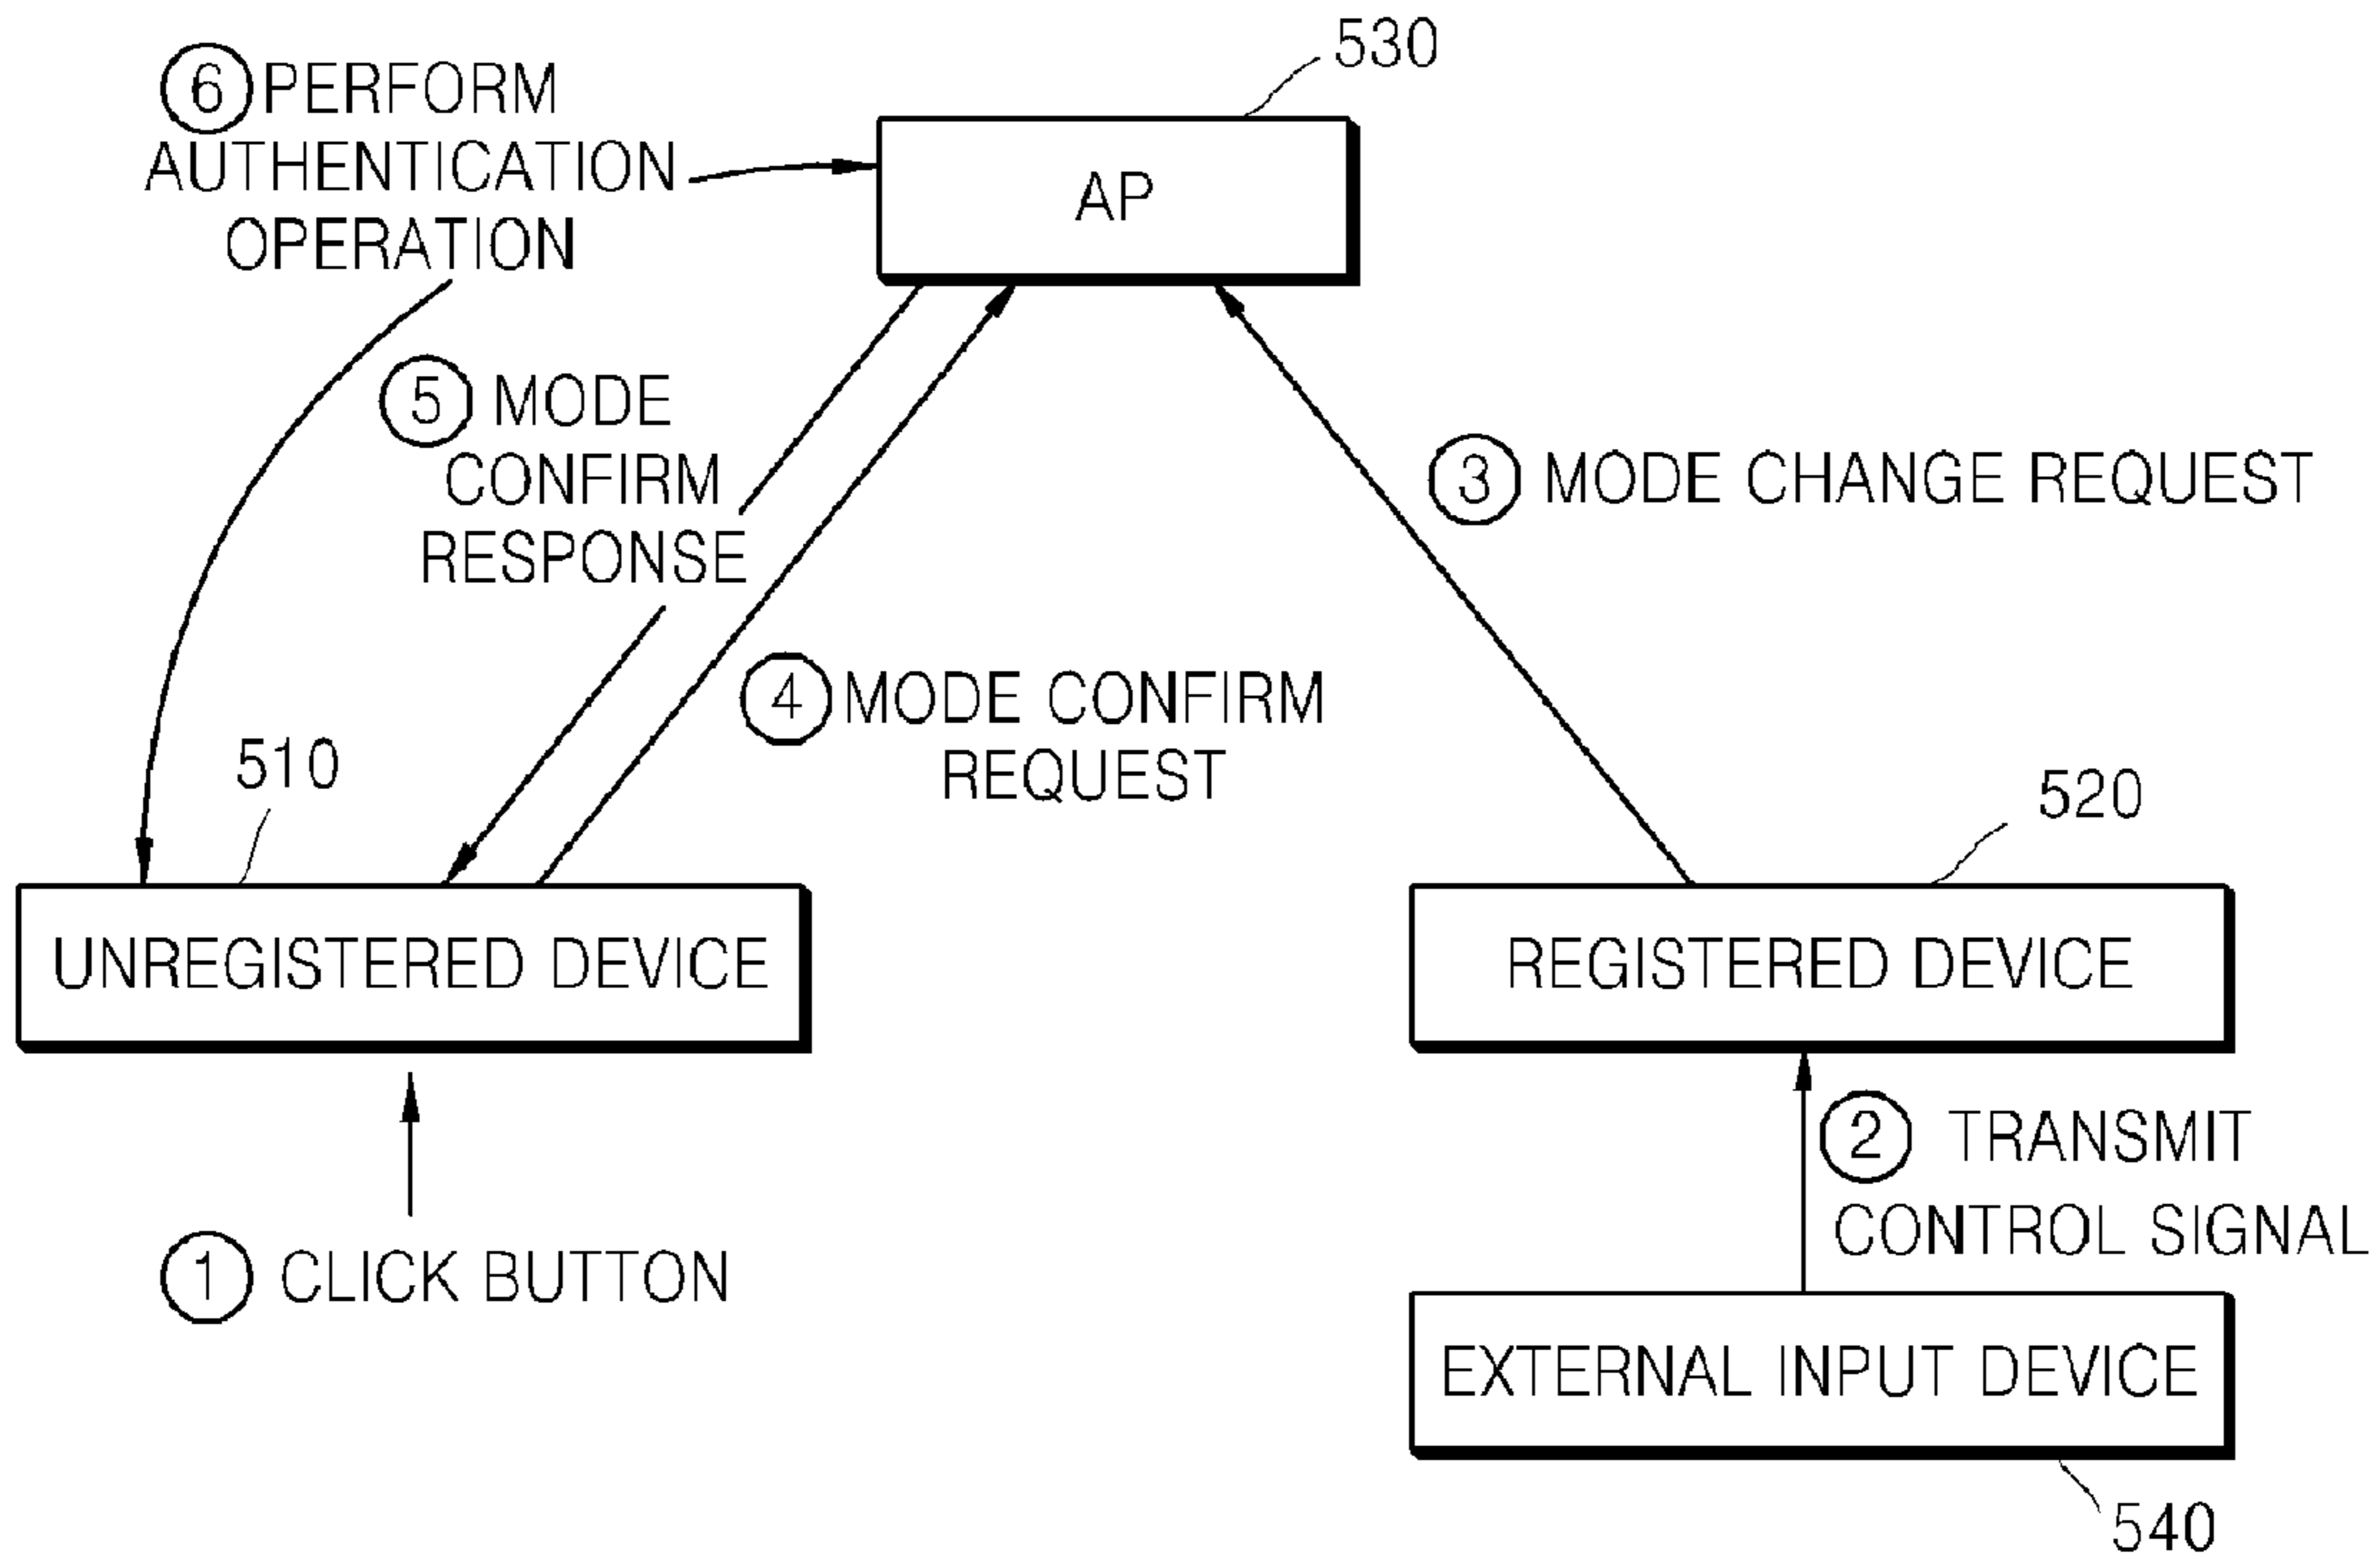 530
6 PERFORM
AUTHENTICATION
OPERATION
AP
5 MODE
CONFIRM
RESPONSE
3 MODE CHANGE REQUEST
4 MODE CONFIRM
REQUEST
510
520
UNREGISTERED DEVICE
REGISTERED DEVICE
2 TRANSMIT
CONTROL SIGNAL
1 CLICK BUTTON
EXTERNAL INPUT DEVICE
540